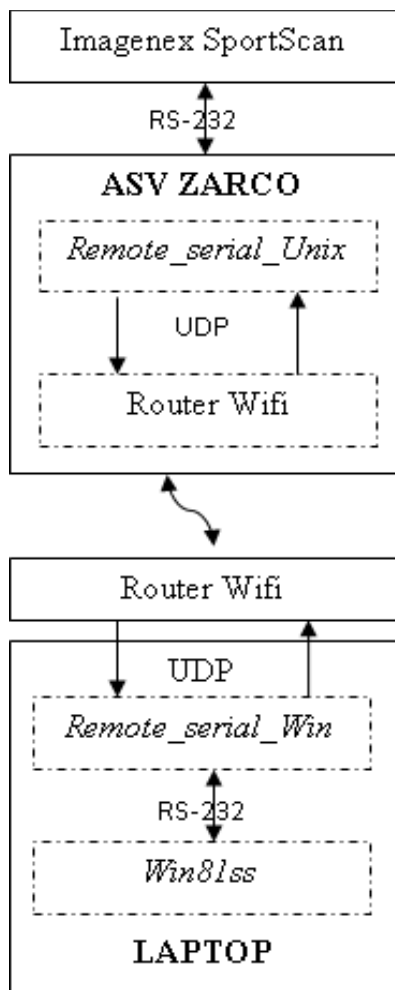 Imagenex SportScan
RS-232
ASV ZARCO
Remote_serial_Unix
UDP
Router Wifi
Router Wifi
UDP
Remote_serial_Win
RS-232
Win81ss
LAPTOP